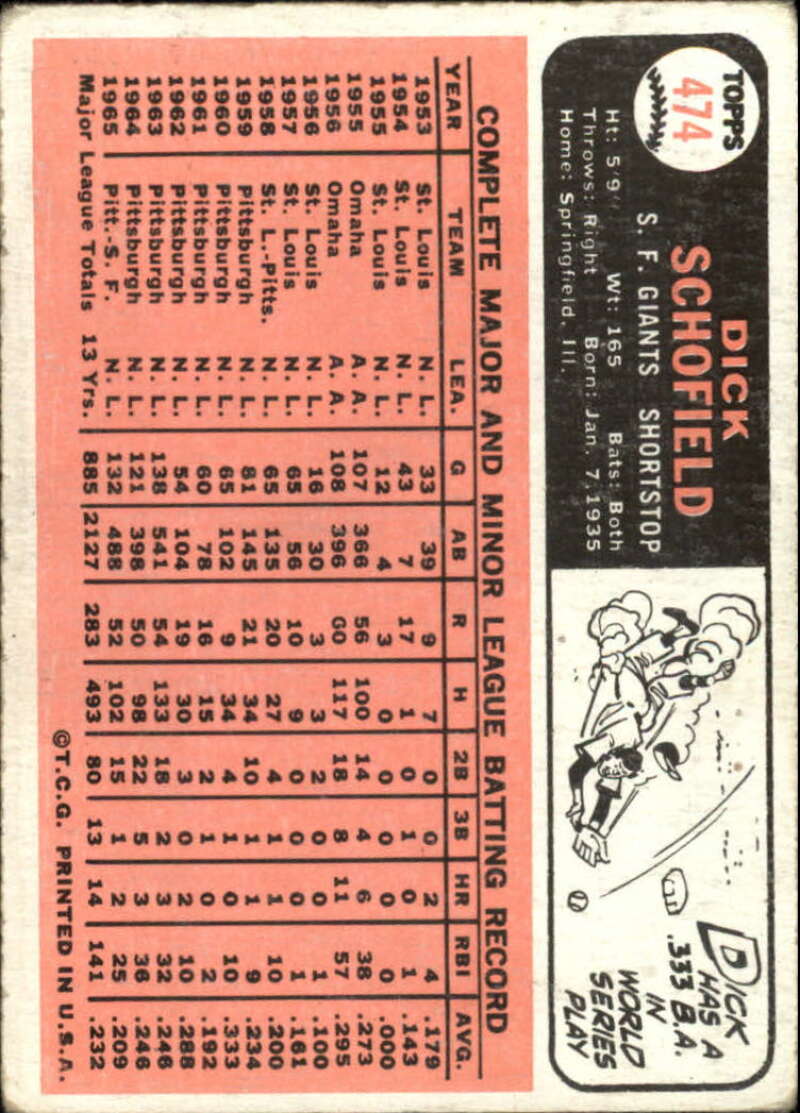 TOPPS
474
DICK
SCHOFIELD
S. F. GIANTS SHORTSTOP
Ht: 5'9" Wt: 165 Bats: Both
Throws: Right Born: Jan. 7, 1935
Home: Springfield, Ill.
DICK
HAS A
.333 B.A.
IN
WORLD
SERIES
PLAY
COMPLETE MAJOR AND MINOR LEAGUE BATTING RECORD
YEAR TEAM LEA. G AB R H 2B 3B HR RBI AVG.
1953 St. Louis N. L. 33 39 9 7 0 0 2 4 .179
1954 St. Louis N. L. 43 7 17 1 0 1 0 1 .143
1955 St. Louis N. L. 12 4 3 0 0 0 0 0 .000
1955 Omaha A. A. 107 366 56 100 14 4 6 38 .273
1956 Omaha A. A. 108 396 60 117 18 8 11 57 .295
1956 St. Louis N. L. 16 30 3 3 2 0 0 1 .100
1957 St. Louis N. L. 65 56 10 9 0 0 0 1 .161
1958 St. L.-Pitts. N. L. 65 135 20 27 4 1 1 10 .200
1959 Pittsburgh N. L. 81 145 21 34 10 1 1 9 .234
1960 Pittsburgh N. L. 65 102 9 34 4 1 0 10 .333
1961 Pittsburgh N. L. 60 78 16 15 2 1 0 2 .192
1962 Pittsburgh N. L. 54 104 19 30 3 0 2 10 .288
1963 Pittsburgh N. L. 138 541 54 133 18 2 3 32 .246
1964 Pittsburgh N. L. 121 398 50 98 22 5 3 36 .246
1965 Pitt.-S. F. N. L. 132 488 52 102 15 1 2 25 .209
Major League Totals 13 Yrs. 885 2127 283 493 80 13 14 141 .232
©T.C.G. PRINTED IN U.S.A.